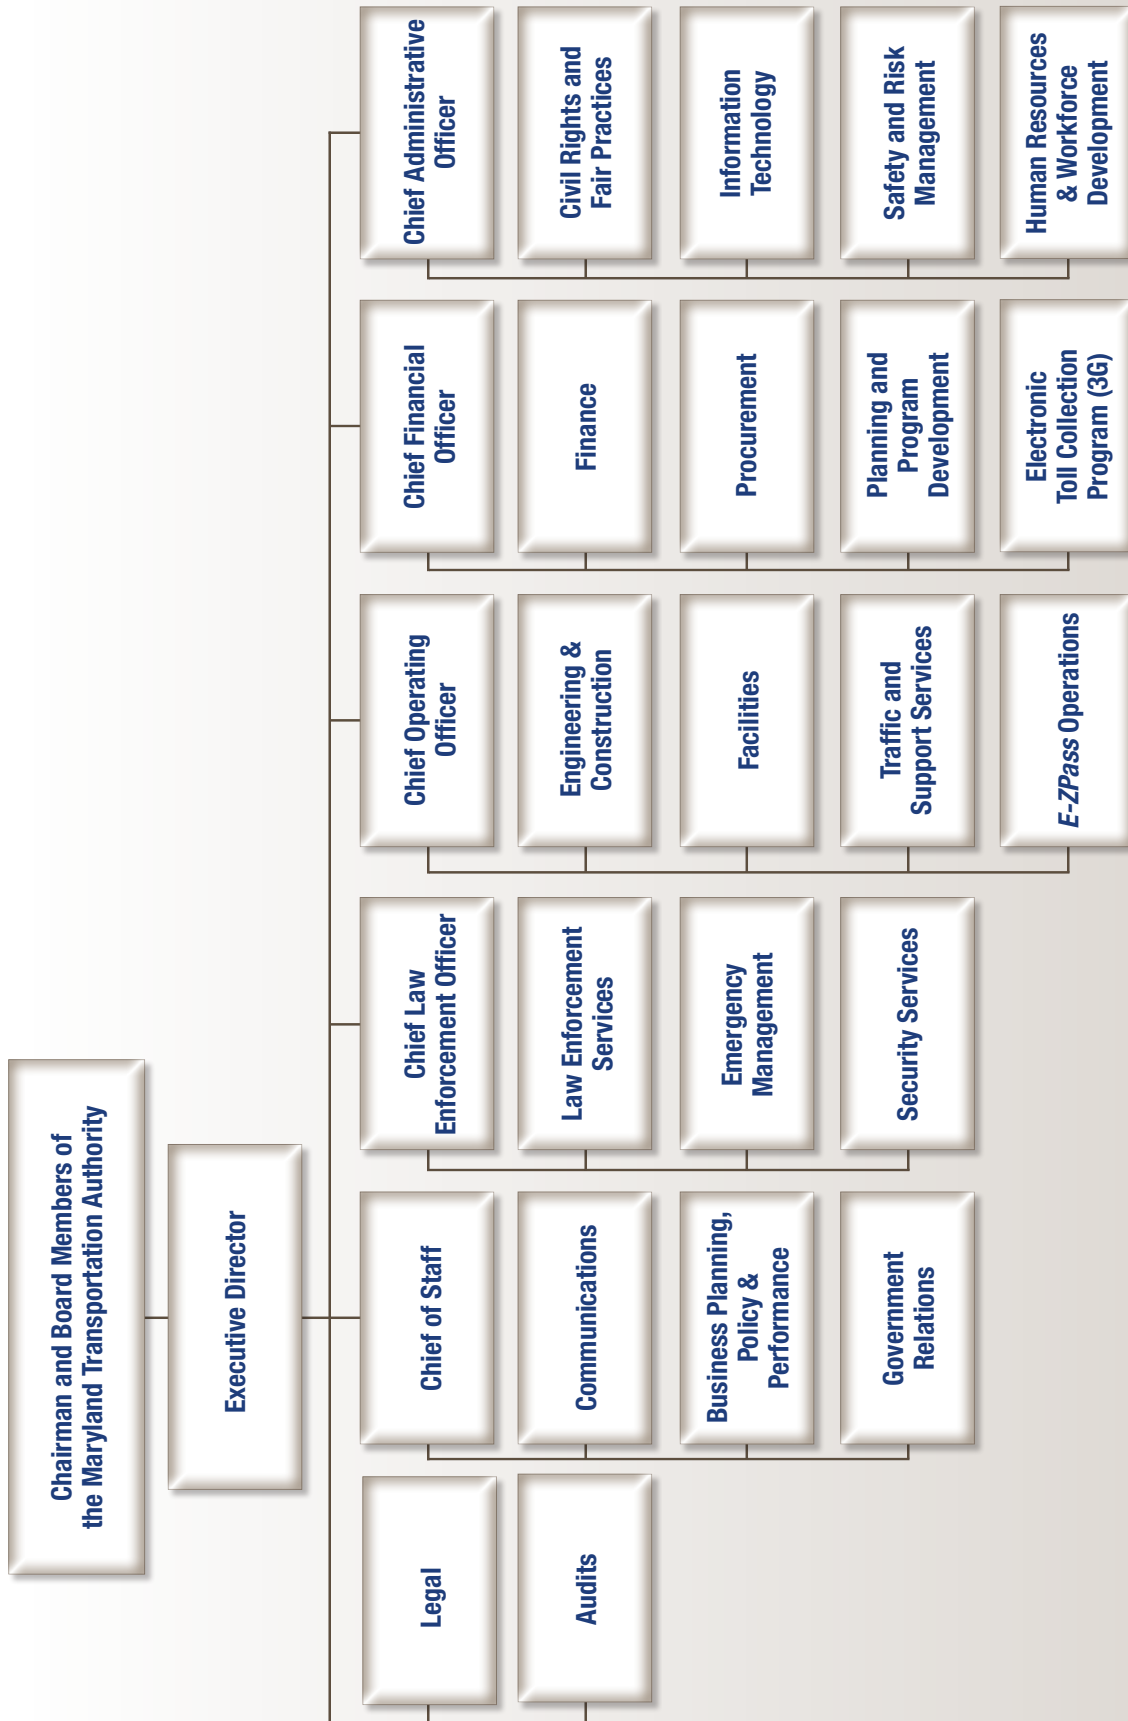 Chairman and Board Members of
the Maryland Transportation Authority
Executive Director
Legal
Audits
Chief of Staff
Communications
Business Planning,
Policy &
Performance
Government
Relations
Chief Law
Enforcement Officer
Law Enforcement
Services
Emergency
Management
Security Services
Chief Operating
Officer
Engineering &
Construction
Facilities
Traffic and
Support Services
E-ZPass Operations
Chief Financial
Officer
Finance
Procurement
Planning and
Program
Development
Electronic
Toll Collection
Program (3G)
Chief Administrative
Officer
Civil Rights and
Fair Practices
Information
Technology
Safety and Risk
Management
Human Resources
& Workforce
Development